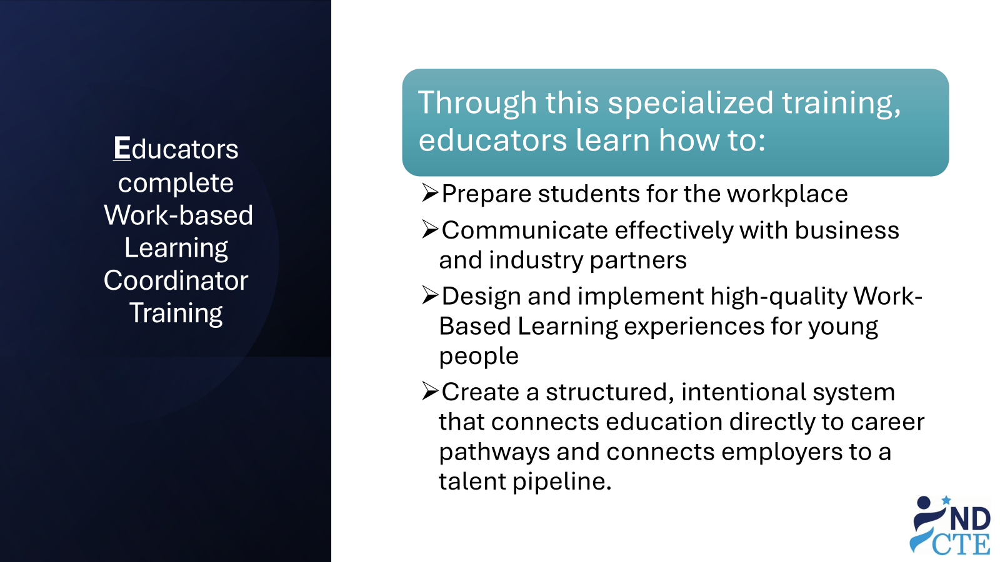 Educators
complete
Work-based
Learning
Coordinator
Training
Through this specialized training,
educators learn how to:
➢Prepare students for the workplace
➢Communicate effectively with business
and industry partners
➢Design and implement high-quality Work-
Based Learning experiences for young
people
➢Create a structured, intentional system
that connects education directly to career
pathways and connects employers to a
talent pipeline.
ND
CTE